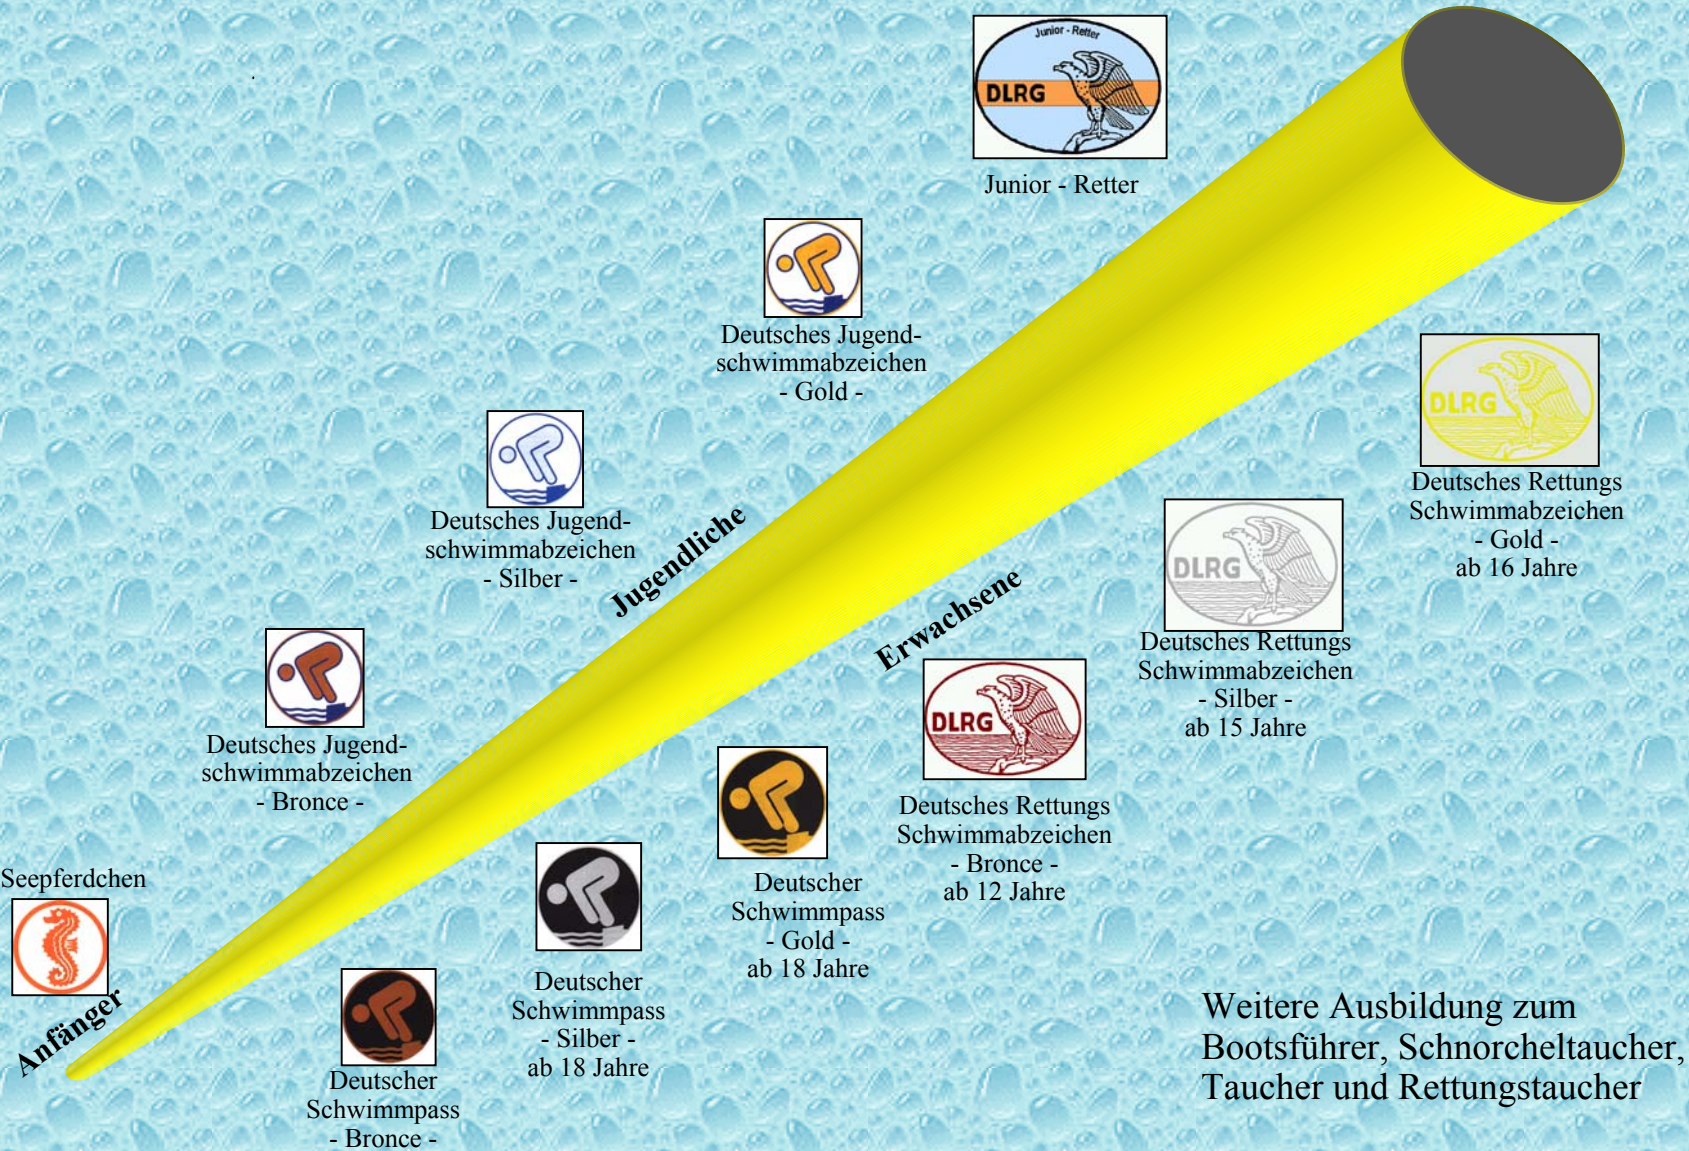 Junior - Retter
DLRG
Junior - Retter
Deutsches Jugend-
schwimmabzeichen
- Gold -
Deutsches Jugend-
schwimmabzeichen
- Silber -
Jugendliche
Deutsches Jugend-
schwimmabzeichen
- Bronce -
Seepferdchen
Anfänger
Deutscher
Schwimmpass
- Bronce -
Deutscher
Schwimmpass
- Silber -
ab 18 Jahre
Deutscher
Schwimmpass
- Gold -
ab 18 Jahre
Erwachsene
DLRG
Deutsches Rettungs
Schwimmabzeichen
- Bronce -
ab 12 Jahre
DLRG
Deutsches Rettungs
Schwimmabzeichen
- Silber -
ab 15 Jahre
DLRG
Deutsches Rettungs
Schwimmabzeichen
- Gold -
ab 16 Jahre
Weitere Ausbildung zum
Bootsführer, Schnorcheltaucher,
Taucher und Rettungstaucher